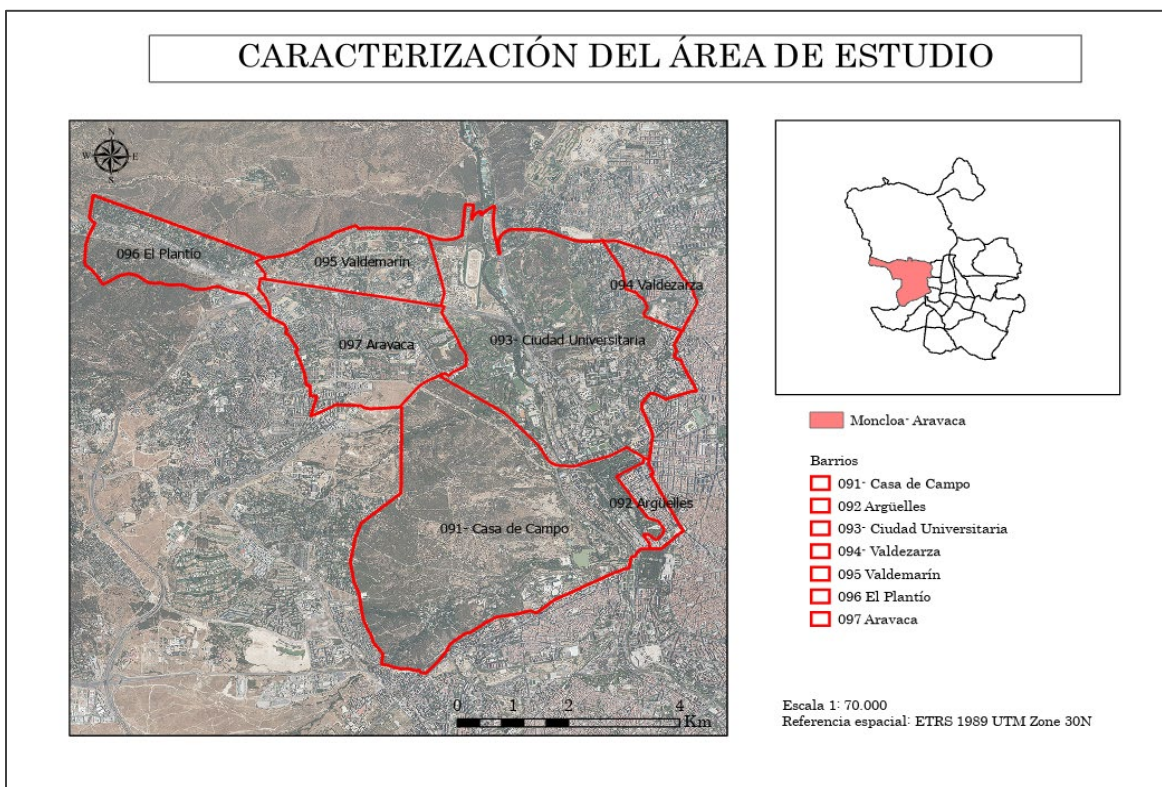 CARACTERIZACIÓN DEL ÁREA DE ESTUDIO
N
W E
S
096 El Plantío
095 Valdemarín
094 Valdezarza
097 Aravaca
093- Ciudad Universitaria
092 Argüelles
091- Casa de Campo
0 1 2 4
Km
Moncloa- Aravaca
Barrios
091- Casa de Campo
092 Argüelles
093- Ciudad Universitaria
094- Valdezarza
095 Valdemarín
096 El Plantío
097 Aravaca
Escala 1: 70.000
Referencia espacial: ETRS 1989 UTM Zone 30N